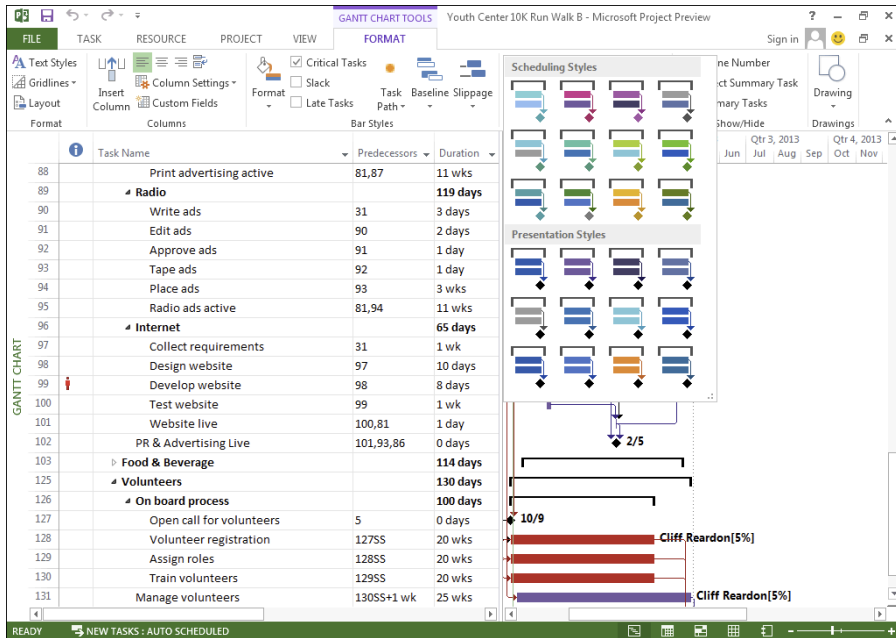 GANTT CHART TOOLS Youth Center 10K Run Walk B - Microsoft Project Preview
FILE TASK RESOURCE PROJECT VIEW FORMAT Sign in
Text Styles
Gridlines
Layout
Format
Insert
Column
Column Settings
Custom Fields
Columns
Format
Critical Tasks
Slack
Late Tasks
Task
Path
Baseline
Slippage
Bar Styles
Scheduling Styles
Presentation Styles
Number
Summary Task
Tasks
Show/Hide
Drawing
Drawings
Task Name Predecessors Duration
Qtr 3, 2013 Qtr 4, 2013
Jun Jul Aug Sep Oct Nov
88 Print advertising active 81,87 11 wks
89 Radio 119 days
90 Write ads 31 3 days
91 Edit ads 90 2 days
92 Approve ads 91 1 day
93 Tape ads 92 1 day
94 Place ads 93 3 wks
95 Radio ads active 81,94 11 wks
96 Internet 65 days
97 Collect requirements 31 1 wk
98 Design website 97 10 days
99 Develop website 98 8 days
100 Test website 99 1 wk
101 Website live 100,81 1 day
102 PR & Advertising Live 101,93,86 0 days 2/5
103 Food & Beverage 114 days
125 Volunteers 130 days
126 On board process 100 days
127 Open call for volunteers 5 0 days 10/9
128 Volunteer registration 127SS 20 wks Cliff Reardon[5%]
129 Assign roles 128SS 20 wks
130 Train volunteers 129SS 20 wks
131 Manage volunteers 130SS+1 wk 25 wks Cliff Reardon[5%]
GANTT CHART
READY NEW TASKS : AUTO SCHEDULED